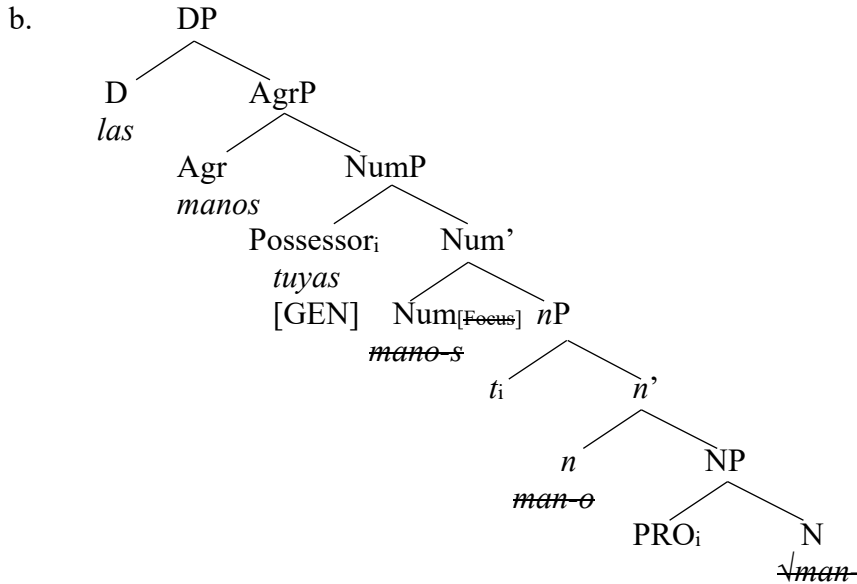 b. DP
D AgrP
las
Agr NumP
manos
Possessori Num’
tuyas
[GEN] Num[Focus] nP
mano-s
ti n’
n NP
man-o
PROi N
√man-